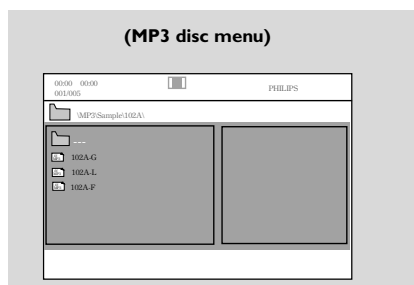 (MP3 disc menu)
00:00 00:00
001/005
PHILIPS
\MP3\Sample\102A\
---
102A-G
102A-L
102A-F